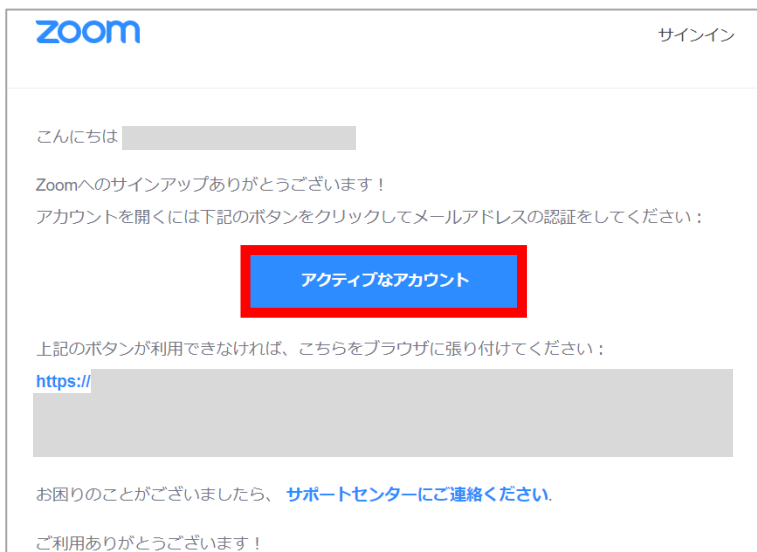 zoom
サインイン
こんにちは
Zoomへのサインアップありがとうございます！
アカウントを開くには下記のボタンをクリックしてメールアドレスの認証をしてください：
アクティブなアカウント
上記のボタンが利用できなければ、こちらをブラウザに張り付けてください：
https://
お困りのことがございましたら、 サポートセンターにご連絡ください.
ご利用ありがとうございます！